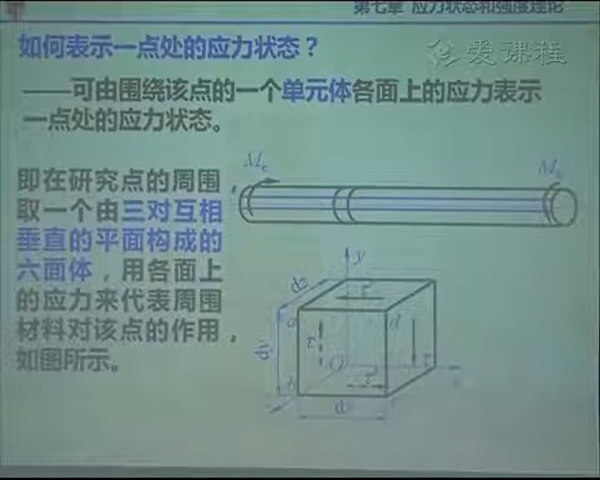 第七章 应力状态和强度理论
爱课程
如何表示一点处的应力状态？
——可由围绕该点的一个单元体各面上的应力表示
一点处的应力状态。
即在研究点的周围，
取一个由三对互相
垂直的平面构成的
六面体，用各面上
的应力来代表周围
材料对该点的作用，
如图所示。
Me
Me
y
dz
τ'
a
d
τ
dy
O
τ
x
b
τ'
dx